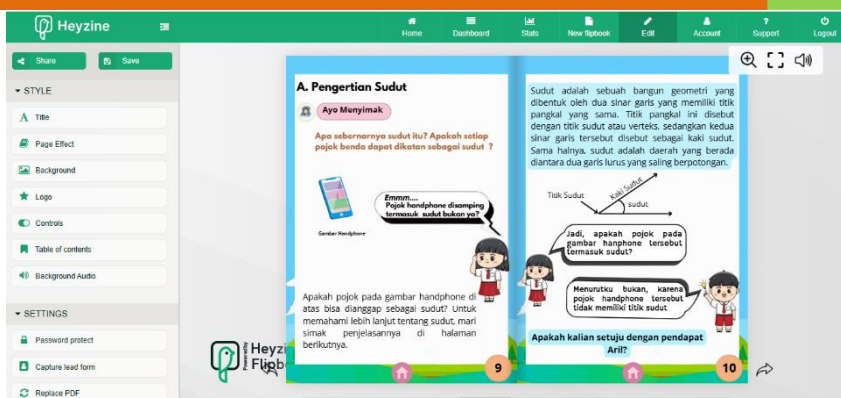 Heyzine
Home
Dashboard
Stats
New flipbook
Edit
Account
Support
Logout
Share
Save
STYLE
Title
Page Effect
Background
Logo
Controls
Table of contents
Background Audio
SETTINGS
Password protect
Capture lead form
Replace PDF
A. Pengertian Sudut
Ayo Menyimak
Apa sebernarnya sudut itu? Apakah setiap
pojok benda dapat dikatan sebagai sudut ?
Emmm....
Pojok handphone disamping
termasuk sudut bukan ya?
Gambar Handphone
Apakah pojok pada gambar handphone di
atas bisa dianggap sebagai sudut? Untuk
memahami lebih lanjut tentang sudut, mari
simak penjelasannya di halaman
berikutnya.
9
Sudut adalah sebuah bangun geometri yang
dibentuk oleh dua sinar garis yang memiliki titik
pangkal yang sama. Titik pangkal ini disebut
dengan titik sudut atau verteks, sedangkan kedua
sinar garis tersebut disebut sebagai kaki sudut.
Sama halnya, sudut adalah daerah yang berada
diantara dua garis lurus yang saling berpotongan.
Titik Sudut
Kaki Sudut
sudut
Jadi, apakah pojok pada
gambar hanphone tersebut
termasuk sudut?
Menurutku bukan, karena
pojok handphone tersebut
tidak memiliki titik sudut
Apakah kalian setuju dengan pendapat
Aril?
10
Powered by
Heyzi
Flipb